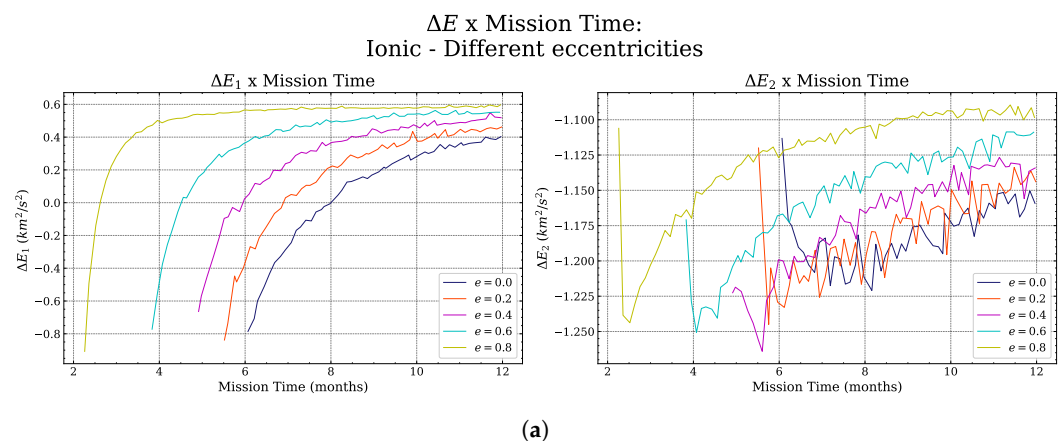 ΔE x Mission Time:
Ionic - Different eccentricities
ΔE₁ x Mission Time
ΔE₁ (km²/s²)
0.6
0.4
0.2
0.0
−0.2
−0.4
−0.6
−0.8
2
4
6
8
10
12
Mission Time (months)
e = 0.0
e = 0.2
e = 0.4
e = 0.6
e = 0.8
ΔE₂ x Mission Time
ΔE₂ (km²/s²)
−1.100
−1.125
−1.150
−1.175
−1.200
−1.225
−1.250
2
4
6
8
10
12
Mission Time (months)
e = 0.0
e = 0.2
e = 0.4
e = 0.6
e = 0.8
(a)